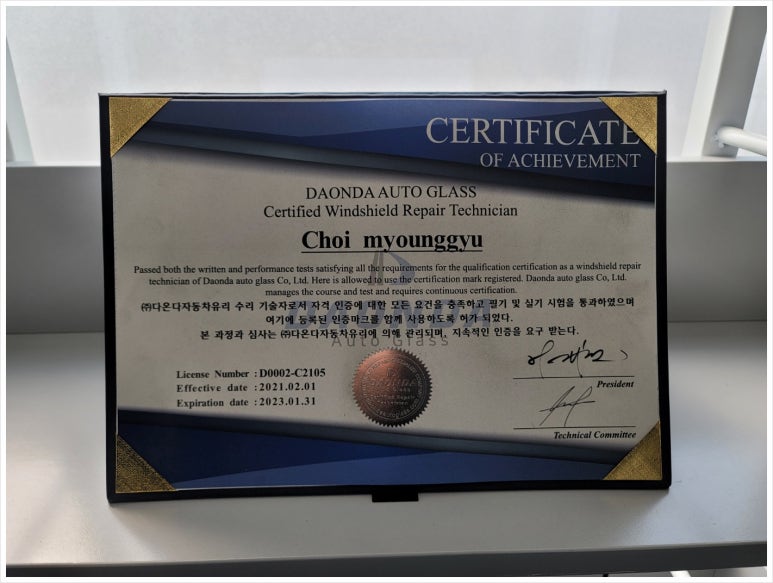 CERTIFICATE
OF ACHIEVEMENT
DAONDA AUTO GLASS
Certified Windshield Repair Technician
Choi myounggyu
Passed both the written and performance tests satisfying all the requirements for the qualification certification as a windshield repair
technician of Daonda auto glass Co, Ltd. Here is allowed to use the certification mark registered. Daonda auto glass Co, Ltd.
manages the course and test and requires continuous certification.
㈜다온다자동차유리 수리 기술자로서 자격 인증에 대한 모든 요건을 충족하고 필기 및 실기 시험을 통과하였으며
여기에 등록된 인증마크를 함께 사용하도록 허가 되었다.
본 과정과 심사는 ㈜다온다자동차유리에 의해 관리되며, 지속적인 인증을 요구 받는다.
Auto Glass
License Number : D0002-C2105
Effective date : 2021.02.01
Expiration date : 2023.01.31
President
Technical Committee